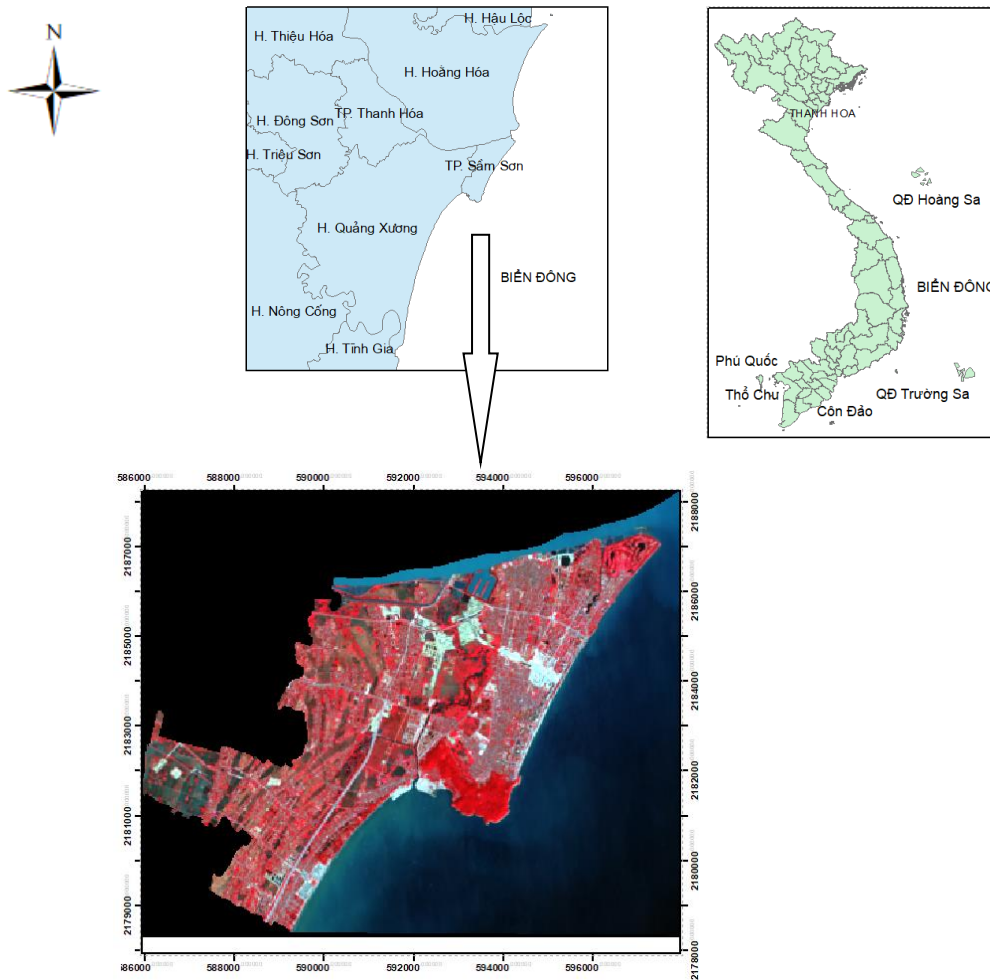 N
H. Hậu Lộc
H. Thiệu Hóa
H. Hoằng Hóa
TP. Thanh Hóa
H. Đông Sơn
H. Triệu Sơn
TP. Sầm Sơn
H. Quảng Xương
BIỂN ĐÔNG
H. Nông Cống
H. Tĩnh Gia
THANH HOA
QĐ Hoàng Sa
BIỂN ĐÔNG
Phú Quốc
Thổ Chu
QĐ Trường Sa
Côn Đảo
586000 588000 590000 592000 594000 596000
2187000
2185000
2183000
2181000
2179000
2188000
2186000
2184000
2182000
2180000
2178000
86000 588000 590000 592000 594000 596000